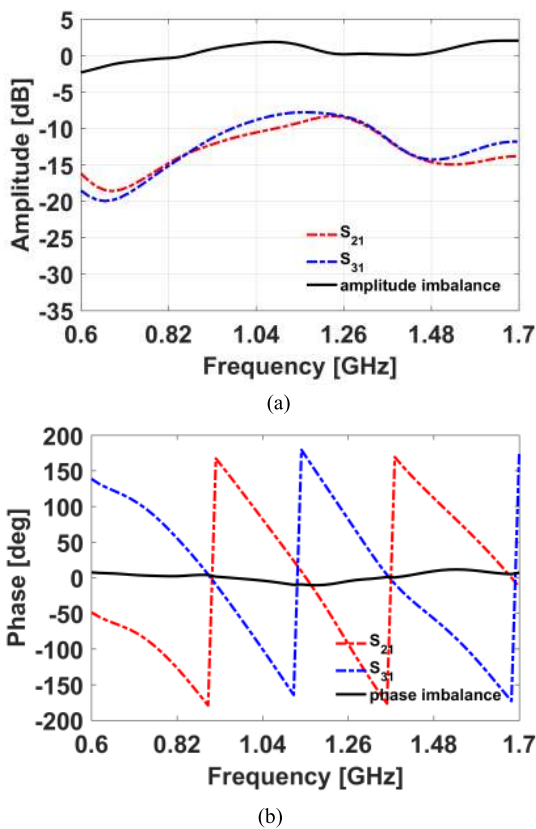 5
0
-5
-10
-15
-20
-25
-30
-35
Amplitude [dB]
S21
S31
amplitude imbalance
0.6 0.82 1.04 1.26 1.48 1.7
Frequency [GHz]
(a)
200
150
100
50
0
-50
-100
-150
-200
Phase [deg]
S21
S31
phase imbalance
0.6 0.82 1.04 1.26 1.48 1.7
Frequency [GHz]
(b)